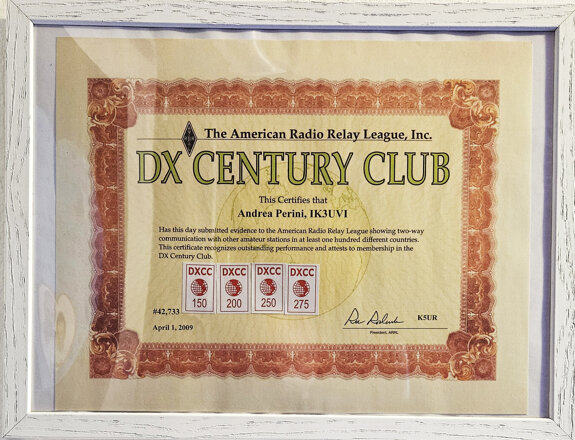 The American Radio Relay League, Inc.
DX CENTURY CLUB
This Certifies that
Andrea Perini, IK3UVI
Has this day submitted evidence to the American Radio Relay League showing two-way
communication with other amateur stations in at least one hundred different countries.
This certificate recognizes outstanding performance and attests to membership in the
DX Century Club.
DXCC DXCC DXCC DXCC
150 200 250 275
#42,733
K5UR
April 1, 2009
President, ARRL